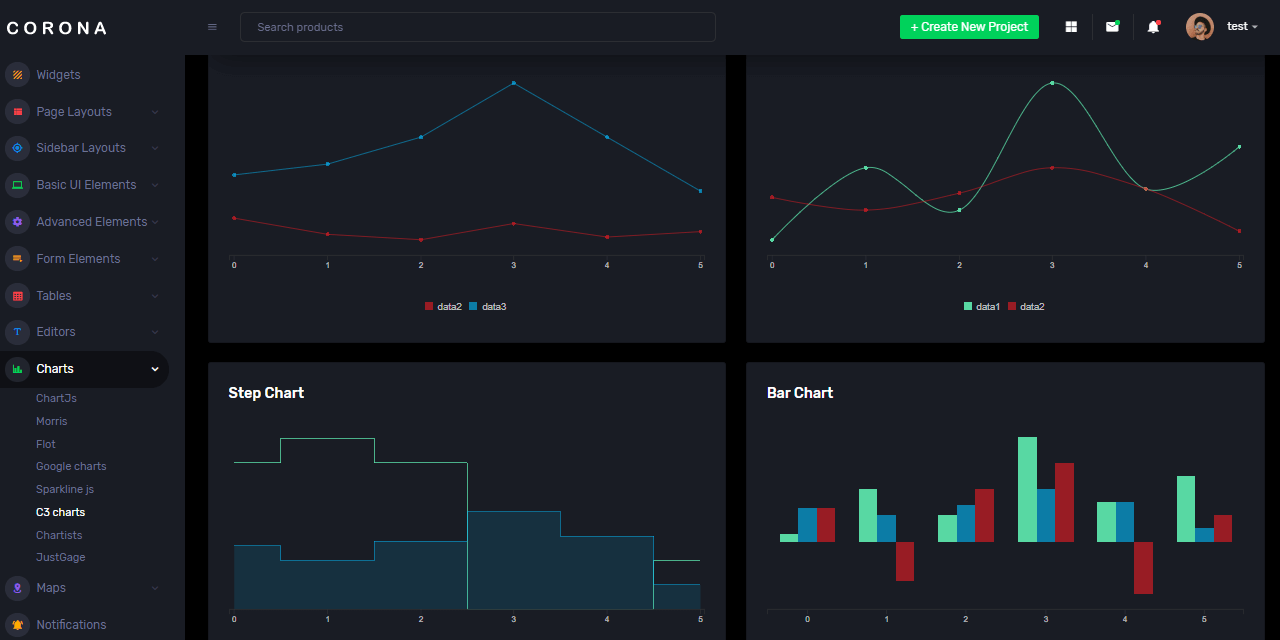 CORONA
Search products
+ Create New Project
test
Widgets
Page Layouts
Sidebar Layouts
Basic UI Elements
Advanced Elements
Form Elements
Tables
Editors
Charts
ChartJs
Morris
Flot
Google charts
Sparkline js
C3 charts
Chartists
JustGage
Maps
Notifications
0 1 2 3 4 5
data2 data3
0 1 2 3 4 5
data1 data2
Step Chart
0 1 2 3 4 5
Bar Chart
0 1 2 3 4 5